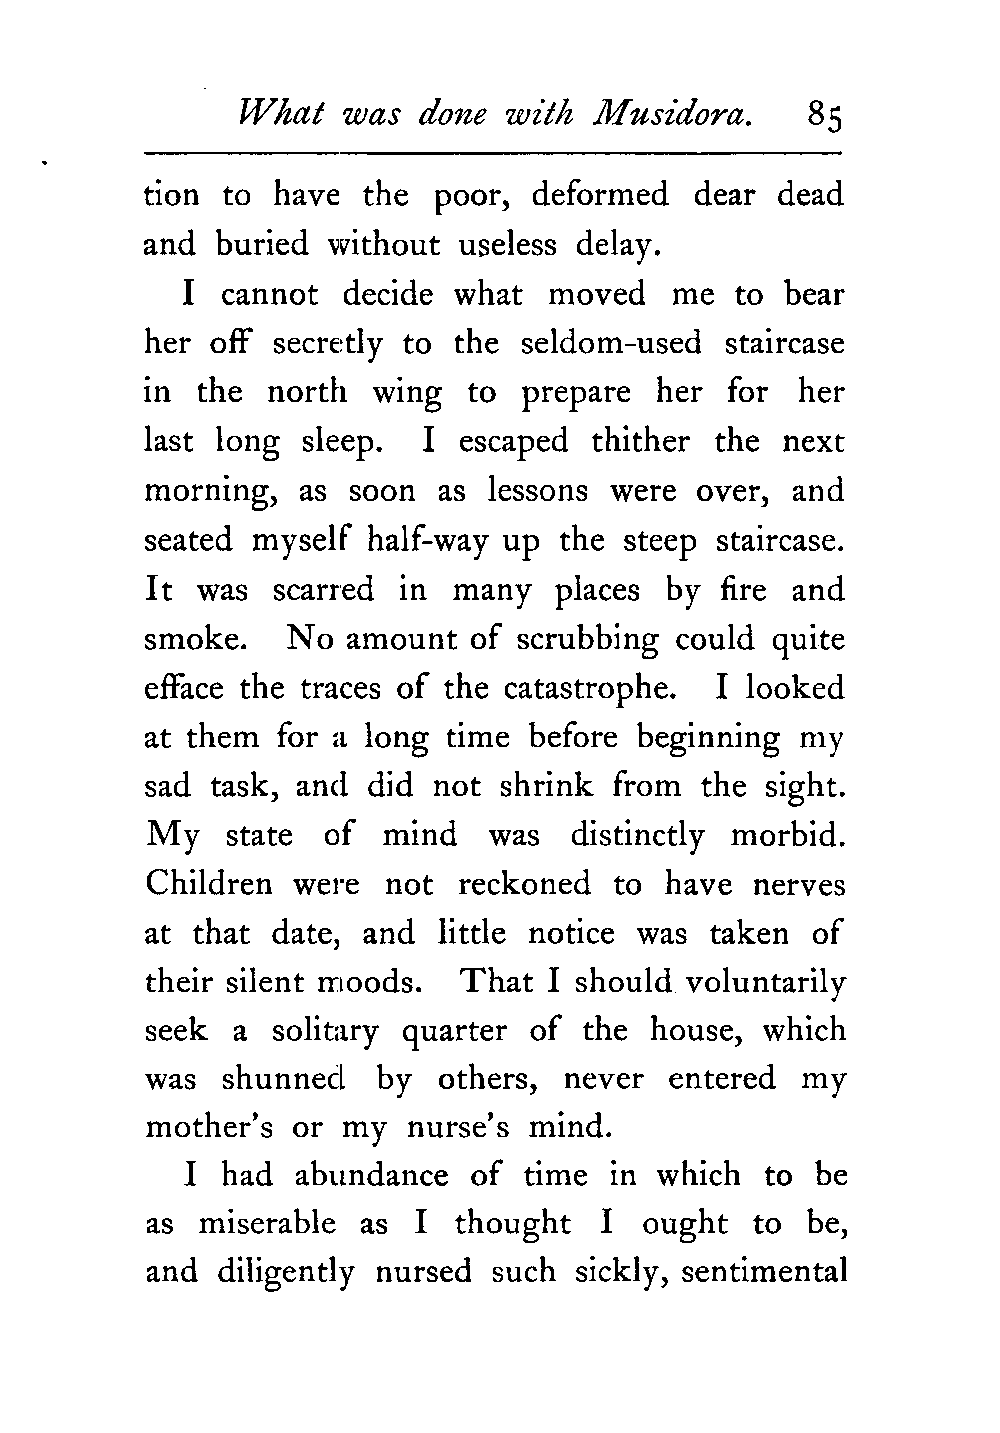 What was done with Musidora. 85
tion to have the poor, deformed dear dead
and buried without useless delay.
I cannot decide what moved me to bear
her off secretly to the seldom-used staircase
in the north wing to prepare her for her
last long sleep. I escaped thither the next
morning, as soon as lessons were over, and
seated myself half-way up the steep staircase.
It was scarred in many places by fire and
smoke. No amount of scrubbing could quite
efface the traces of the catastrophe. I looked
at them for a long time before beginning my
sad task, and did not shrink from the sight.
My state of mind was distinctly morbid.
Children were not reckoned to have nerves
at that date, and little notice was taken of
their silent moods. That I should voluntarily
seek a solitary quarter of the house, which
was shunned by others, never entered my
mother's or my nurse's mind.
I had abundance of time in which to be
as miserable as I thought I ought to be,
and diligently nursed such sickly, sentimental